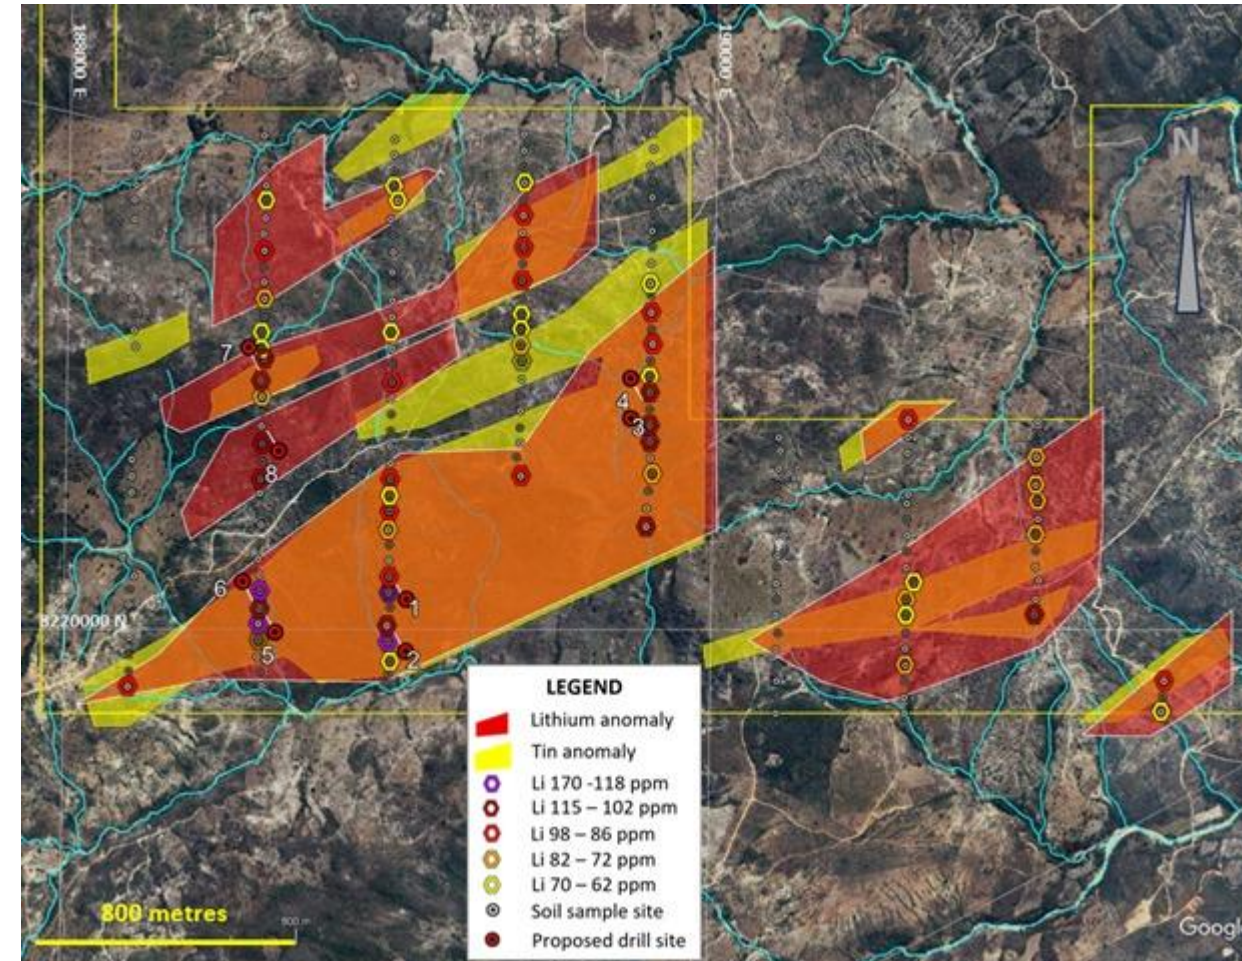 188000 E
190000 E
N
7
4
3
8
6
1
8220000 N
5
2
LEGEND
Lithium anomaly
Tin anomaly
Li 170 -118 ppm
Li 115 – 102 ppm
Li 98 – 86 ppm
Li 82 – 72 ppm
Li 70 – 62 ppm
Soil sample site
Proposed drill site
800 metres
800 m
Google